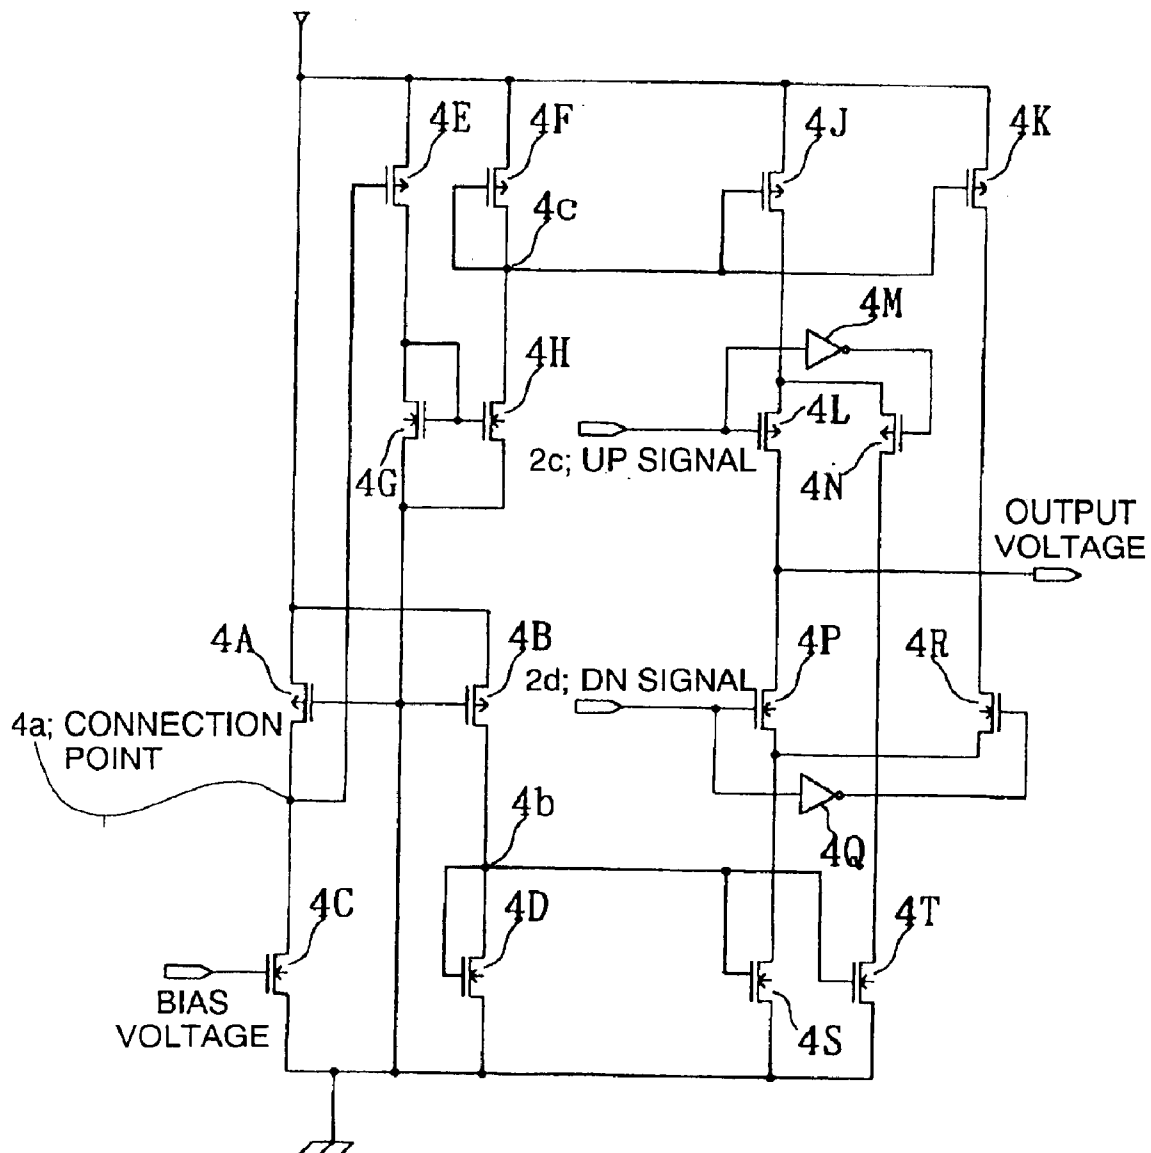 4E
4F
4J
4K
4c
4M
4H
4L
2c; UP SIGNAL
4G
4N
OUTPUT
VOLTAGE
4A
4B
4P
4R
2d; DN SIGNAL
4a; CONNECTION
POINT
4b
4Q
4C
4D
4T
BIAS
VOLTAGE
4S